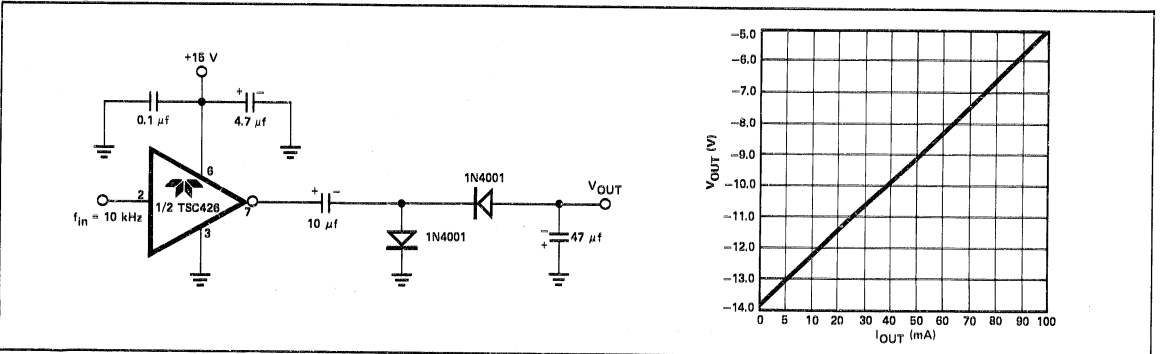 +15 V
0.1 µf
+ −
4.7 µf
6
2
1/2 TSC426
7
3
f_in = 10 kHz
+ −
10 µf
1N4001
1N4001
V_OUT
−
+
47 µf
V_OUT (V)
−5.0
−6.0
−7.0
−8.0
−9.0
−10.0
−11.0
−12.0
−13.0
−14.0
0 5 10 20 30 40 50 60 70 80 90 100
I_OUT (mA)